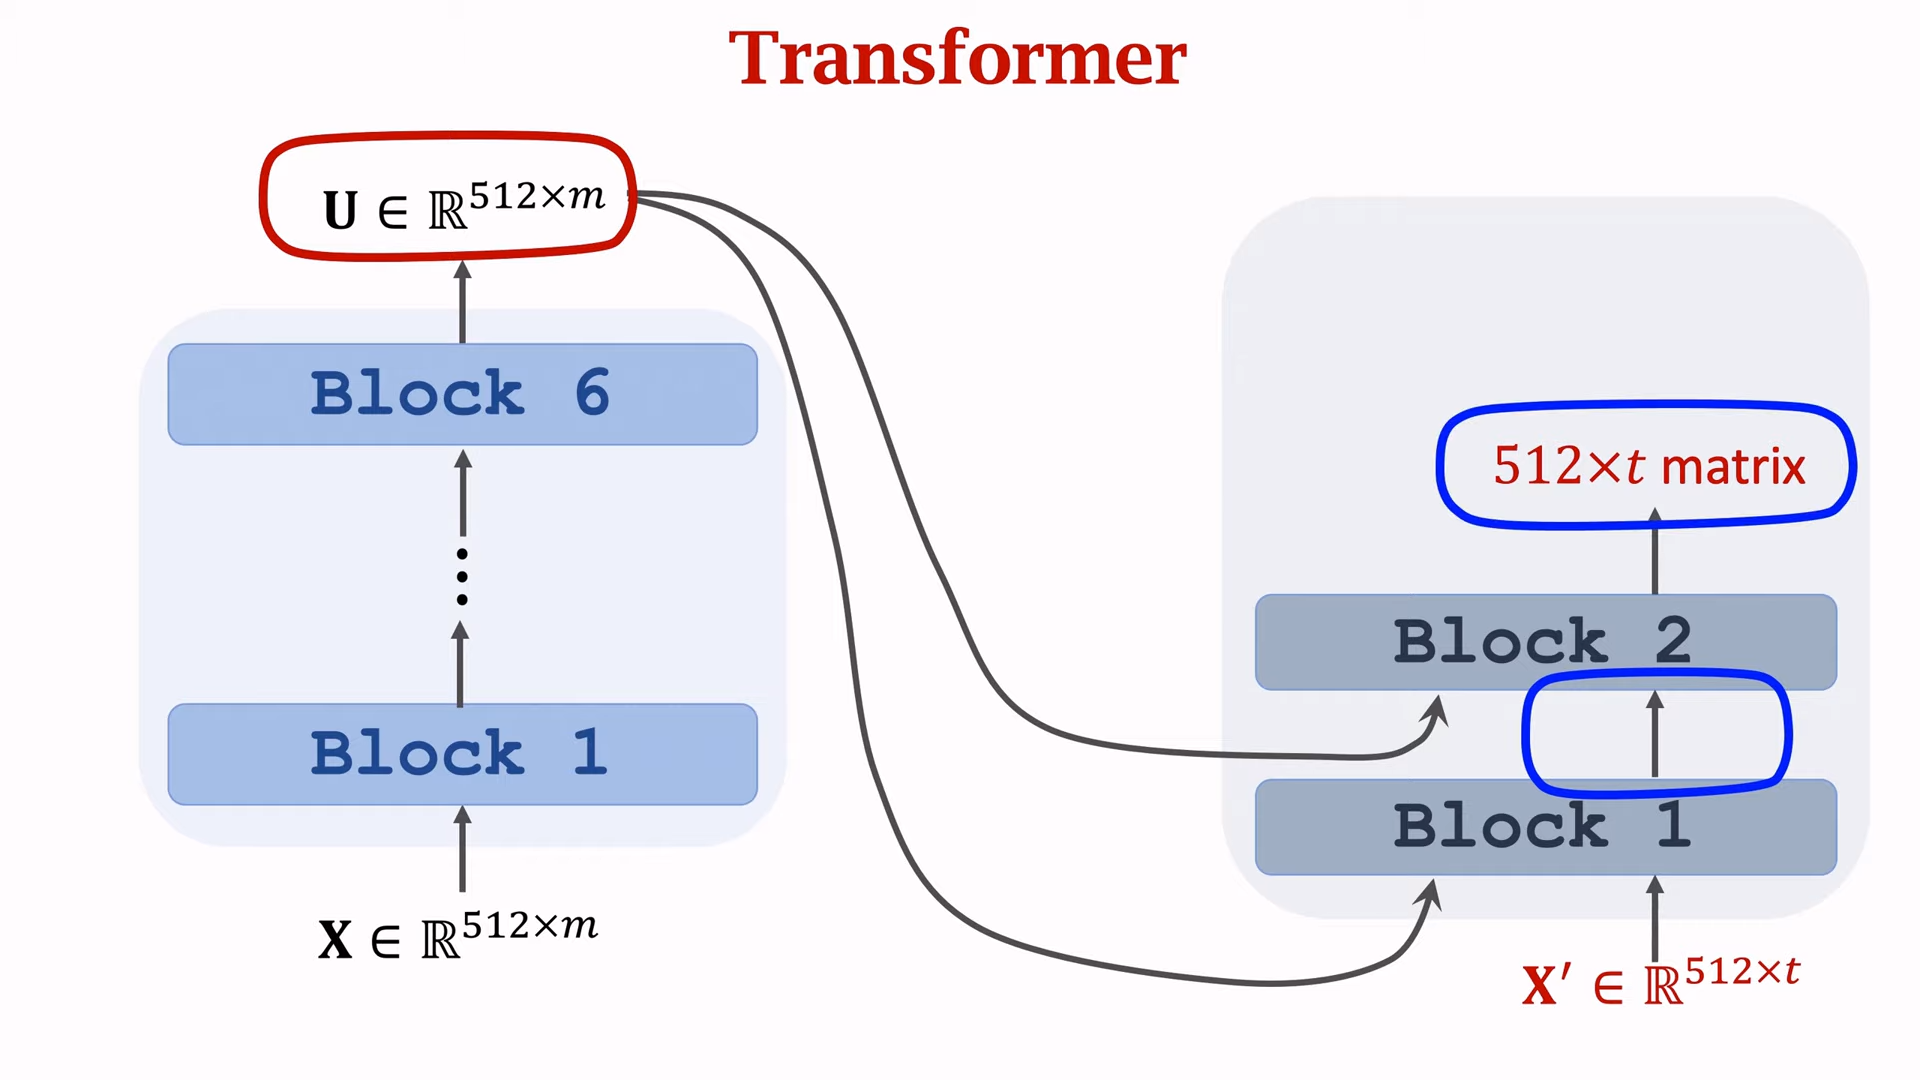 Transformer
U ∈ ℝ^{512×m}
Block 6
Block 1
X ∈ ℝ^{512×m}
512×t matrix
Block 2
Block 1
X′ ∈ ℝ^{512×t}